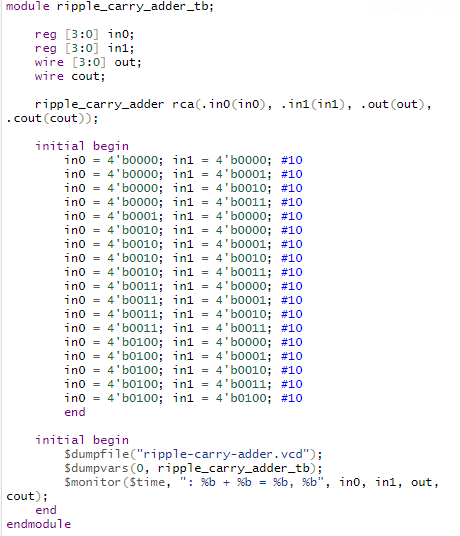 module ripple_carry_adder_tb;
reg [3:0] in0;
reg [3:0] in1;
wire [3:0] out;
wire cout;
ripple_carry_adder rca(.in0(in0), .in1(in1), .out(out),
.cout(cout));
initial begin
in0 = 4'b0000; in1 = 4'b0000; #10
in0 = 4'b0000; in1 = 4'b0001; #10
in0 = 4'b0000; in1 = 4'b0010; #10
in0 = 4'b0000; in1 = 4'b0011; #10
in0 = 4'b0001; in1 = 4'b0000; #10
in0 = 4'b0010; in1 = 4'b0000; #10
in0 = 4'b0010; in1 = 4'b0001; #10
in0 = 4'b0010; in1 = 4'b0010; #10
in0 = 4'b0010; in1 = 4'b0011; #10
in0 = 4'b0011; in1 = 4'b0000; #10
in0 = 4'b0011; in1 = 4'b0001; #10
in0 = 4'b0011; in1 = 4'b0010; #10
in0 = 4'b0011; in1 = 4'b0011; #10
in0 = 4'b0100; in1 = 4'b0000; #10
in0 = 4'b0100; in1 = 4'b0001; #10
in0 = 4'b0100; in1 = 4'b0010; #10
in0 = 4'b0100; in1 = 4'b0011; #10
in0 = 4'b0100; in1 = 4'b0100; #10
end
initial begin
$dumpfile("ripple-carry-adder.vcd");
$dumpvars(0, ripple_carry_adder_tb);
$monitor($time, ": %b + %b = %b, %b", in0, in1, out,
cout);
end
endmodule